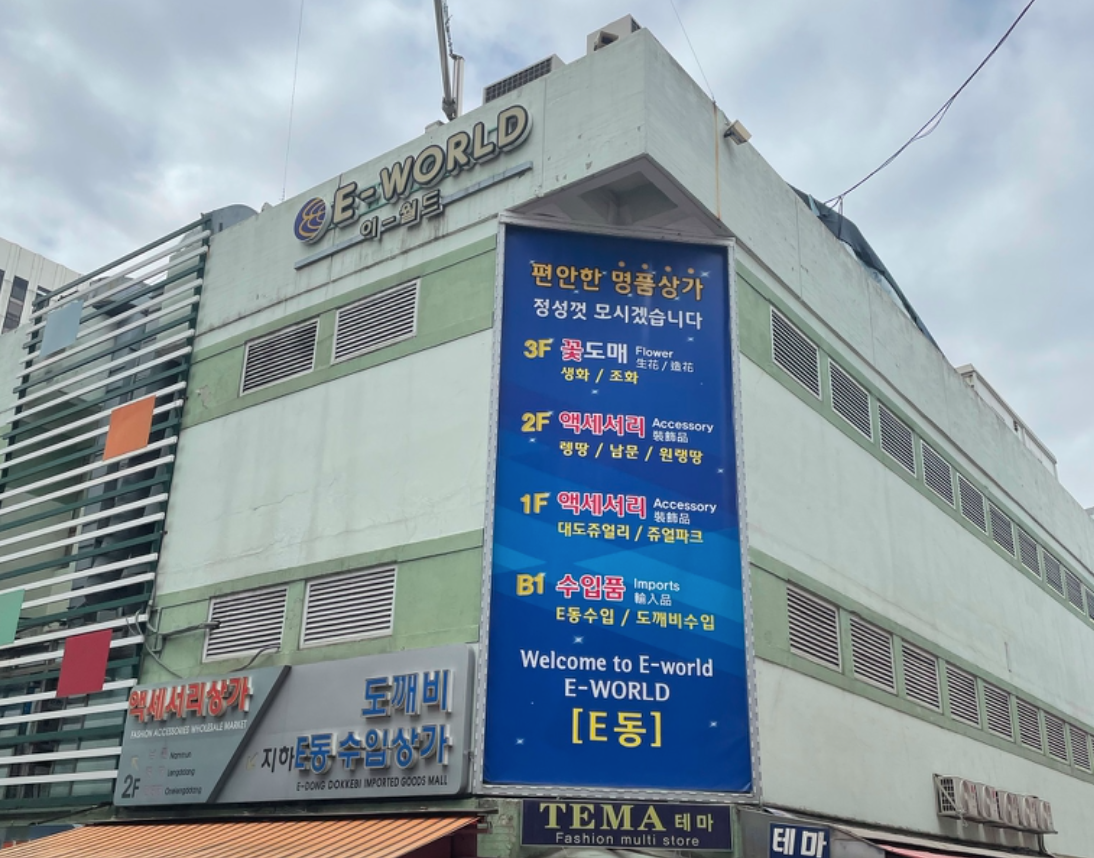 E-WORLD
이-월드
편안한 명품상가
정성껏 모시겠습니다
3F 꽃도매 Flower
生花 / 造花
생화 / 조화
2F 액세서리 Accessory
裝飾品
렝땅 / 남문 / 원랭땅
1F 액세서리 Accessory
裝飾品
대도쥬얼리 / 쥬얼파크
B1 수입품 Imports
輸入品
E동수입 / 도깨비수입
Welcome to E-world
E-WORLD
[E동]
액세서리상가
FASHION ACCESSORIES WHOLESALE MARKET
2F
Nammun
Lengddang
Onelengddang
도깨비
지하E동 수입상가
E-DONG DOKKEBI IMPORTED GOODS MALL
TEMA 테마
Fashion multi store
테마